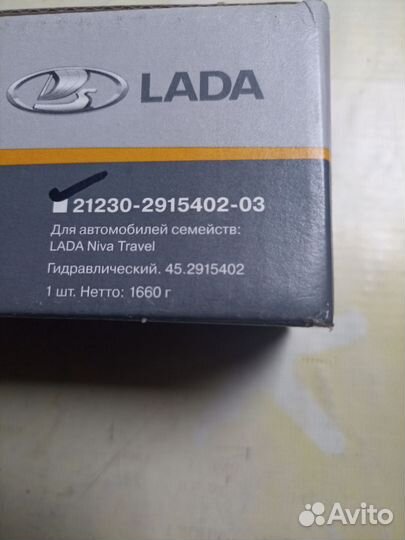 LADA
21230-2915402-03
Для автомобилей семейств:
LADA Niva Travel
Гидравлический. 45.2915402
1 шт. Нетто: 1660 г
Avito